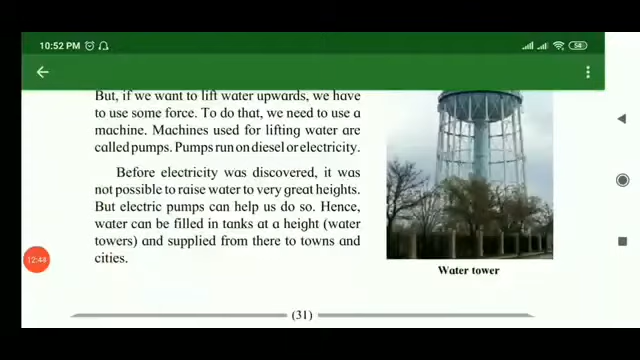 10:52 PM
58
But, if we want to lift water upwards, we have
to use some force. To do that, we need to use a
machine. Machines used for lifting water are
called pumps. Pumps run on diesel or electricity.
Before electricity was discovered, it was
not possible to raise water to very great heights.
But electric pumps can help us do so. Hence,
water can be filled in tanks at a height (water
towers) and supplied from there to towns and
cities.
Water tower
12:44
(31)